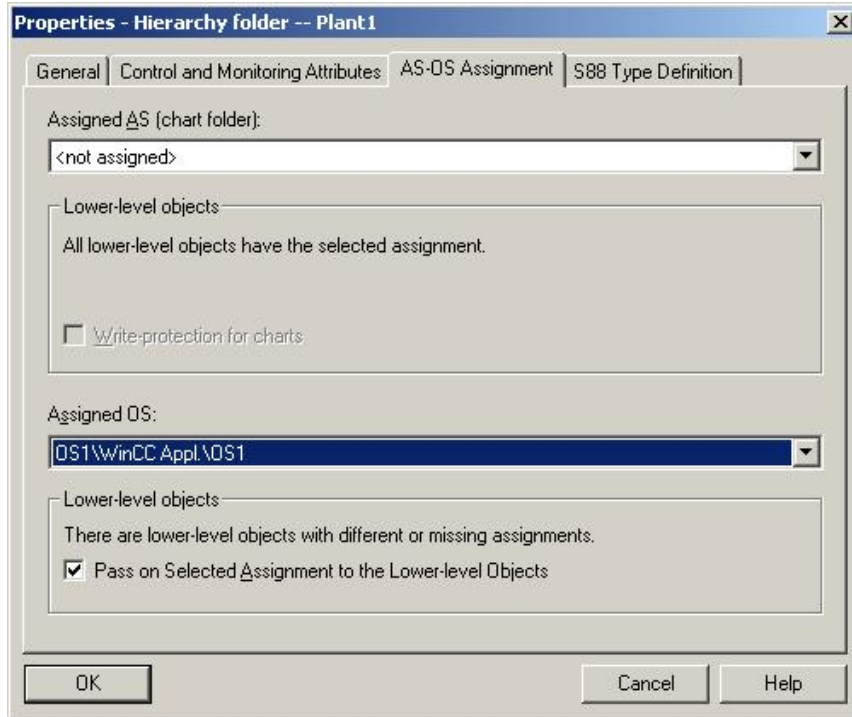 Properties - Hierarchy folder -- Plant1
General
Control and Monitoring Attributes
AS-OS Assignment
S88 Type Definition
Assigned AS (chart folder):
<not assigned>
Lower-level objects
All lower-level objects have the selected assignment.
Write-protection for charts
Assigned OS:
OS1\WinCC Appl.\OS1
Lower-level objects
There are lower-level objects with different or missing assignments.
Pass on Selected Assignment to the Lower-level Objects
OK
Cancel
Help